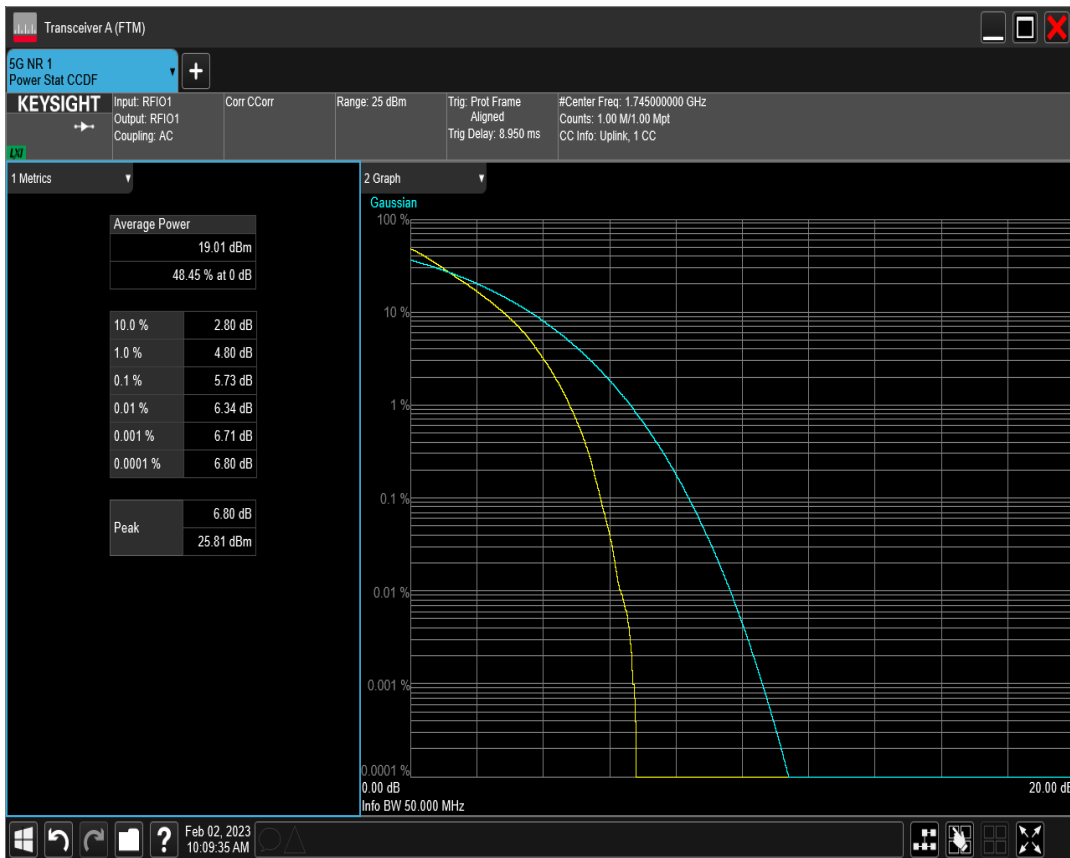 Transceiver A (FTM)
5G NR 1
Power Stat CCDF
+
KEYSIGHT
LXI
Input: RFIO1
Output: RFIO1
Coupling: AC
Corr CCorr
Range: 25 dBm
Trig: Prot Frame
Aligned
Trig Delay: 8.950 ms
#Center Freq: 1.745000000 GHz
Counts: 1.00 M/1.00 Mpt
CC Info: Uplink, 1 CC
1 Metrics
Average Power
19.01 dBm
48.45 % at 0 dB
10.0 % 2.80 dB
1.0 % 4.80 dB
0.1 % 5.73 dB
0.01 % 6.34 dB
0.001 % 6.71 dB
0.0001 % 6.80 dB
Peak
6.80 dB
25.81 dBm
2 Graph
Gaussian
100 %
10 %
1 %
0.1 %
0.01 %
0.001 %
0.0001 %
0.00 dB 20.00 dB
Info BW 50.000 MHz
?
Feb 02, 2023
10:09:35 AM